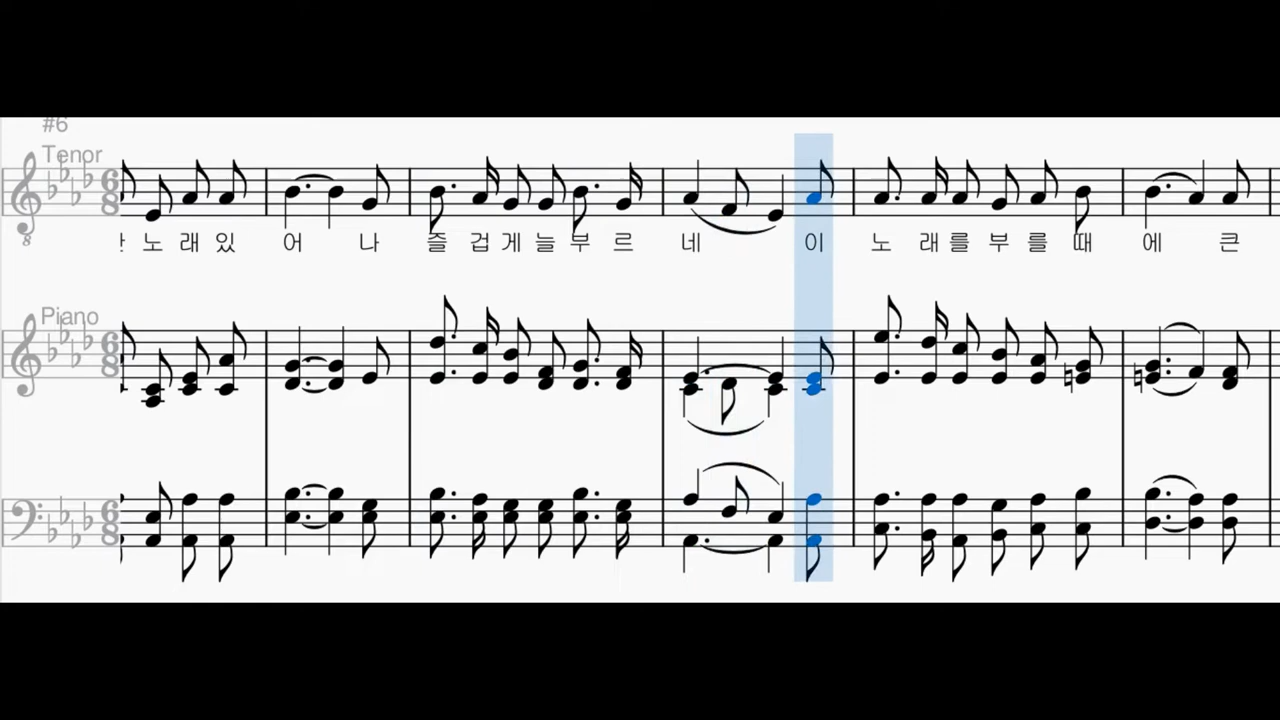 #6
Tenor
노 래 있 어 나 즐 겁 게 늘 부 르 네 이 노 래 를 부 를 때 에 큰
Piano